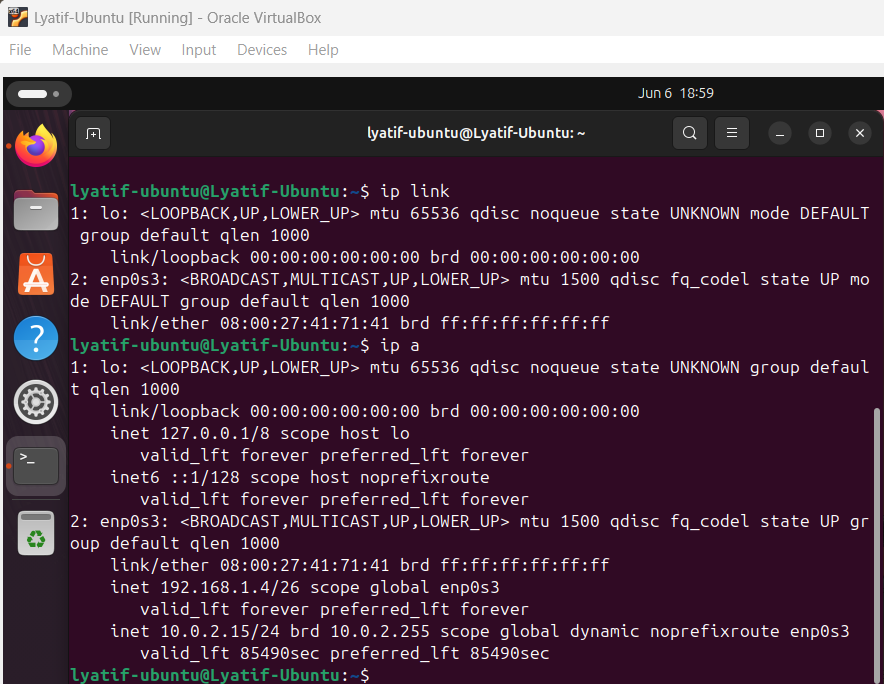 Lyatif-Ubuntu [Running] - Oracle VirtualBox
File Machine View Input Devices Help
Jun 6 18:59
lyatif-ubuntu@Lyatif-Ubuntu: ~
lyatif-ubuntu@Lyatif-Ubuntu:~$ ip link
1: lo: <LOOPBACK,UP,LOWER_UP> mtu 65536 qdisc noqueue state UNKNOWN mode DEFAULT
 group default qlen 1000
    link/loopback 00:00:00:00:00:00 brd 00:00:00:00:00:00
2: enp0s3: <BROADCAST,MULTICAST,UP,LOWER_UP> mtu 1500 qdisc fq_codel state UP mo
de DEFAULT group default qlen 1000
    link/ether 08:00:27:41:71:41 brd ff:ff:ff:ff:ff:ff
lyatif-ubuntu@Lyatif-Ubuntu:~$ ip a
1: lo: <LOOPBACK,UP,LOWER_UP> mtu 65536 qdisc noqueue state UNKNOWN group defaul
t qlen 1000
    link/loopback 00:00:00:00:00:00 brd 00:00:00:00:00:00
    inet 127.0.0.1/8 scope host lo
       valid_lft forever preferred_lft forever
    inet6 ::1/128 scope host noprefixroute
       valid_lft forever preferred_lft forever
2: enp0s3: <BROADCAST,MULTICAST,UP,LOWER_UP> mtu 1500 qdisc fq_codel state UP gr
oup default qlen 1000
    link/ether 08:00:27:41:71:41 brd ff:ff:ff:ff:ff:ff
    inet 192.168.1.4/26 scope global enp0s3
       valid_lft forever preferred_lft forever
    inet 10.0.2.15/24 brd 10.0.2.255 scope global dynamic noprefixroute enp0s3
       valid_lft 85490sec preferred_lft 85490sec
lyatif-ubuntu@Lyatif-Ubuntu:~$